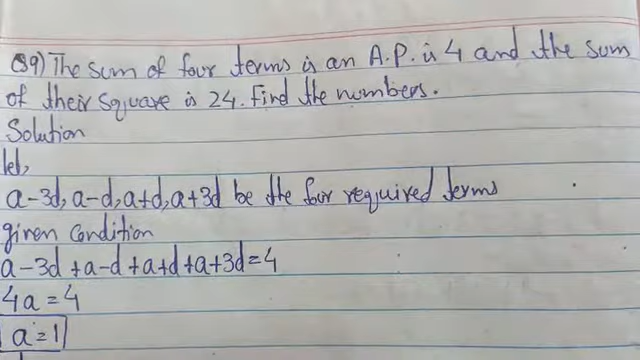 Q9) The sum of four terms is an A.P. is 4 and the sum
of their square is 24. Find the numbers.
Solution
let,
a-3d, a-d, a+d, a+3d be the four required terms
given condition
a-3d+a-d+a+d+a+3d=4
4a=4
a=1